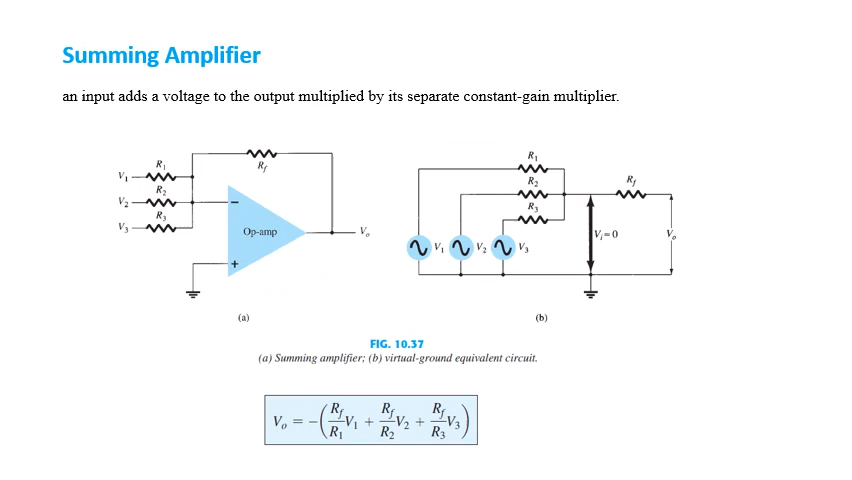 Summing Amplifier
an input adds a voltage to the output multiplied by its separate constant-gain multiplier.
R1
V1
R2
V2
R3
V3
Rf
−
Op-amp
+
Vo
(a)
R1
R2
R3
Rf
V1
V2
V3
Vi = 0
Vo
(b)
FIG. 10.37
(a) Summing amplifier; (b) virtual-ground equivalent circuit.
Vo = −(Rf/R1 V1 + Rf/R2 V2 + Rf/R3 V3)